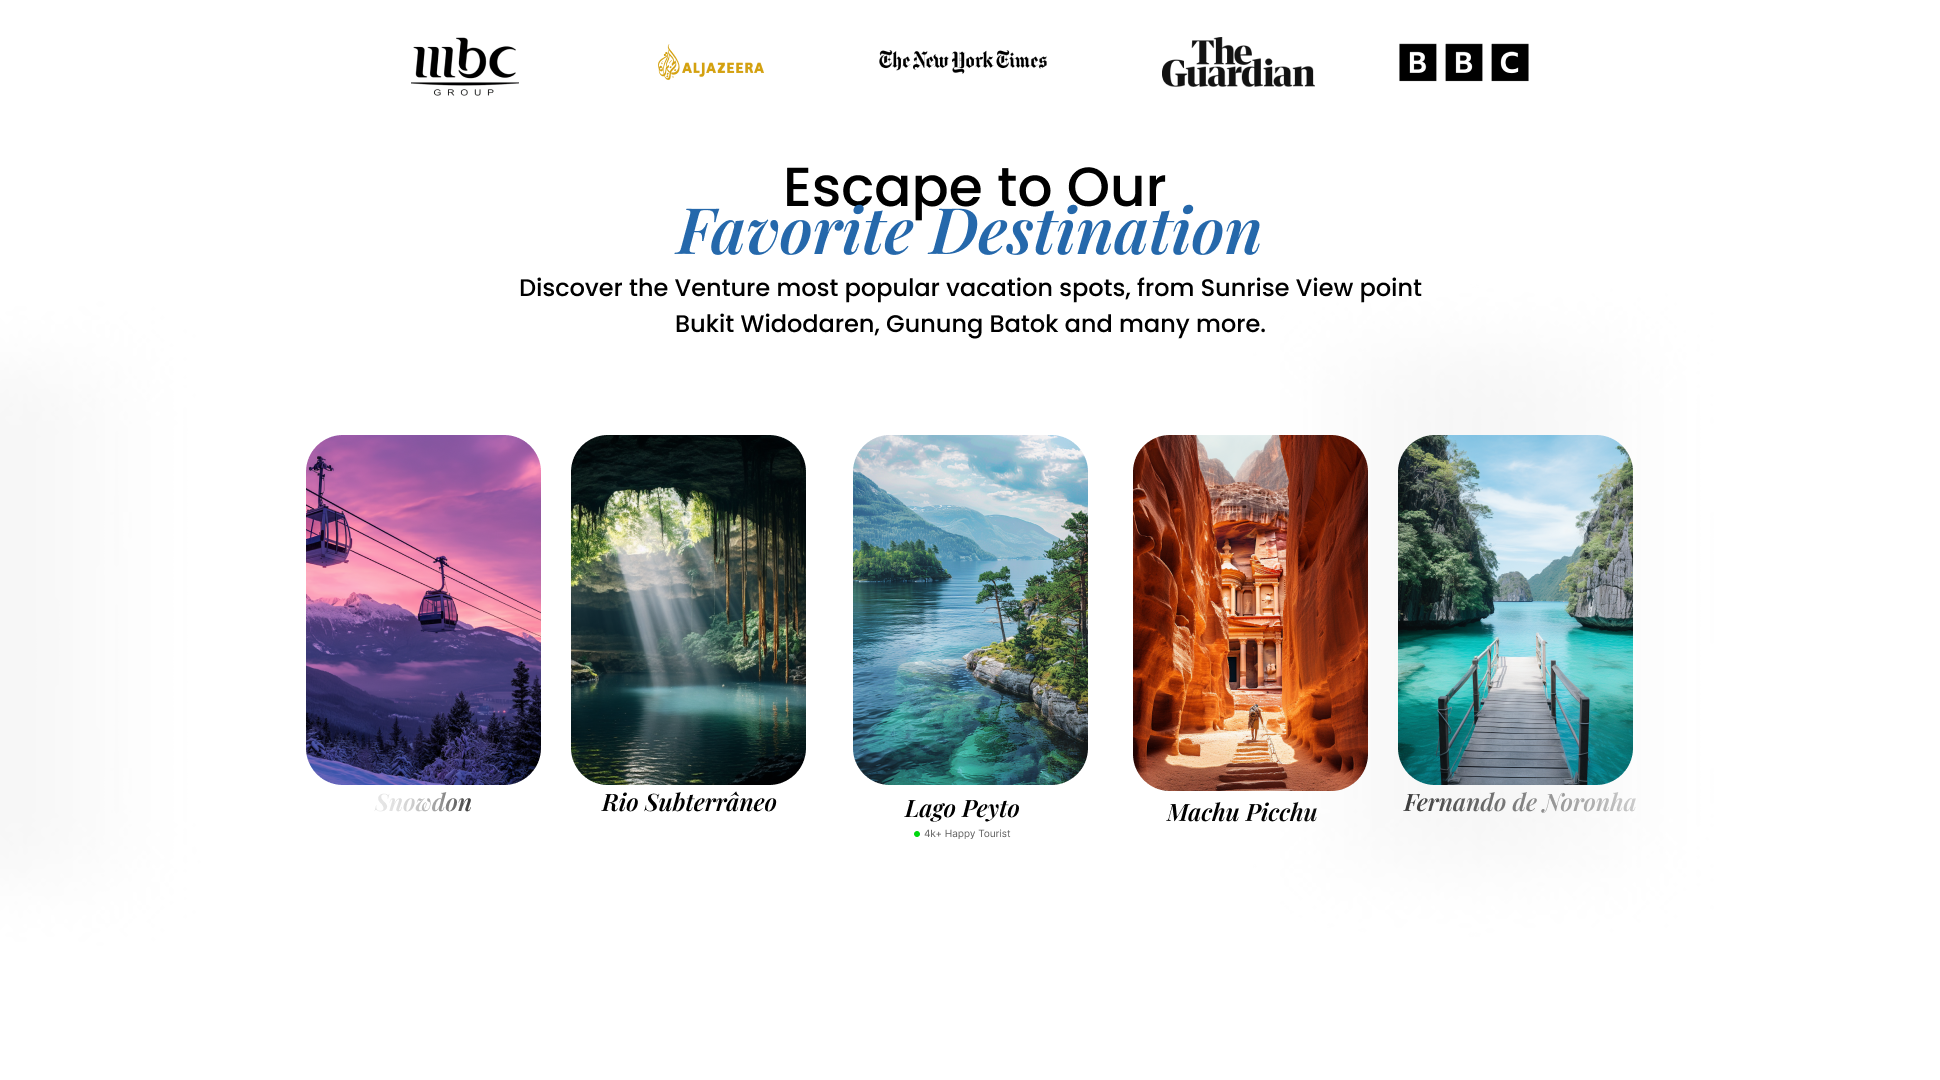 mbc
GROUP
ALJAZEERA
The New York Times
The
Guardian
BBC
Escape to Our
Favorite Destination
Discover the Venture most popular vacation spots, from Sunrise View point
Bukit Widodaren, Gunung Batok and many more.
Snowdon
Rio Subterrâneo
Lago Peyto
4k+ Happy Tourist
Machu Picchu
Fernando de Noronha